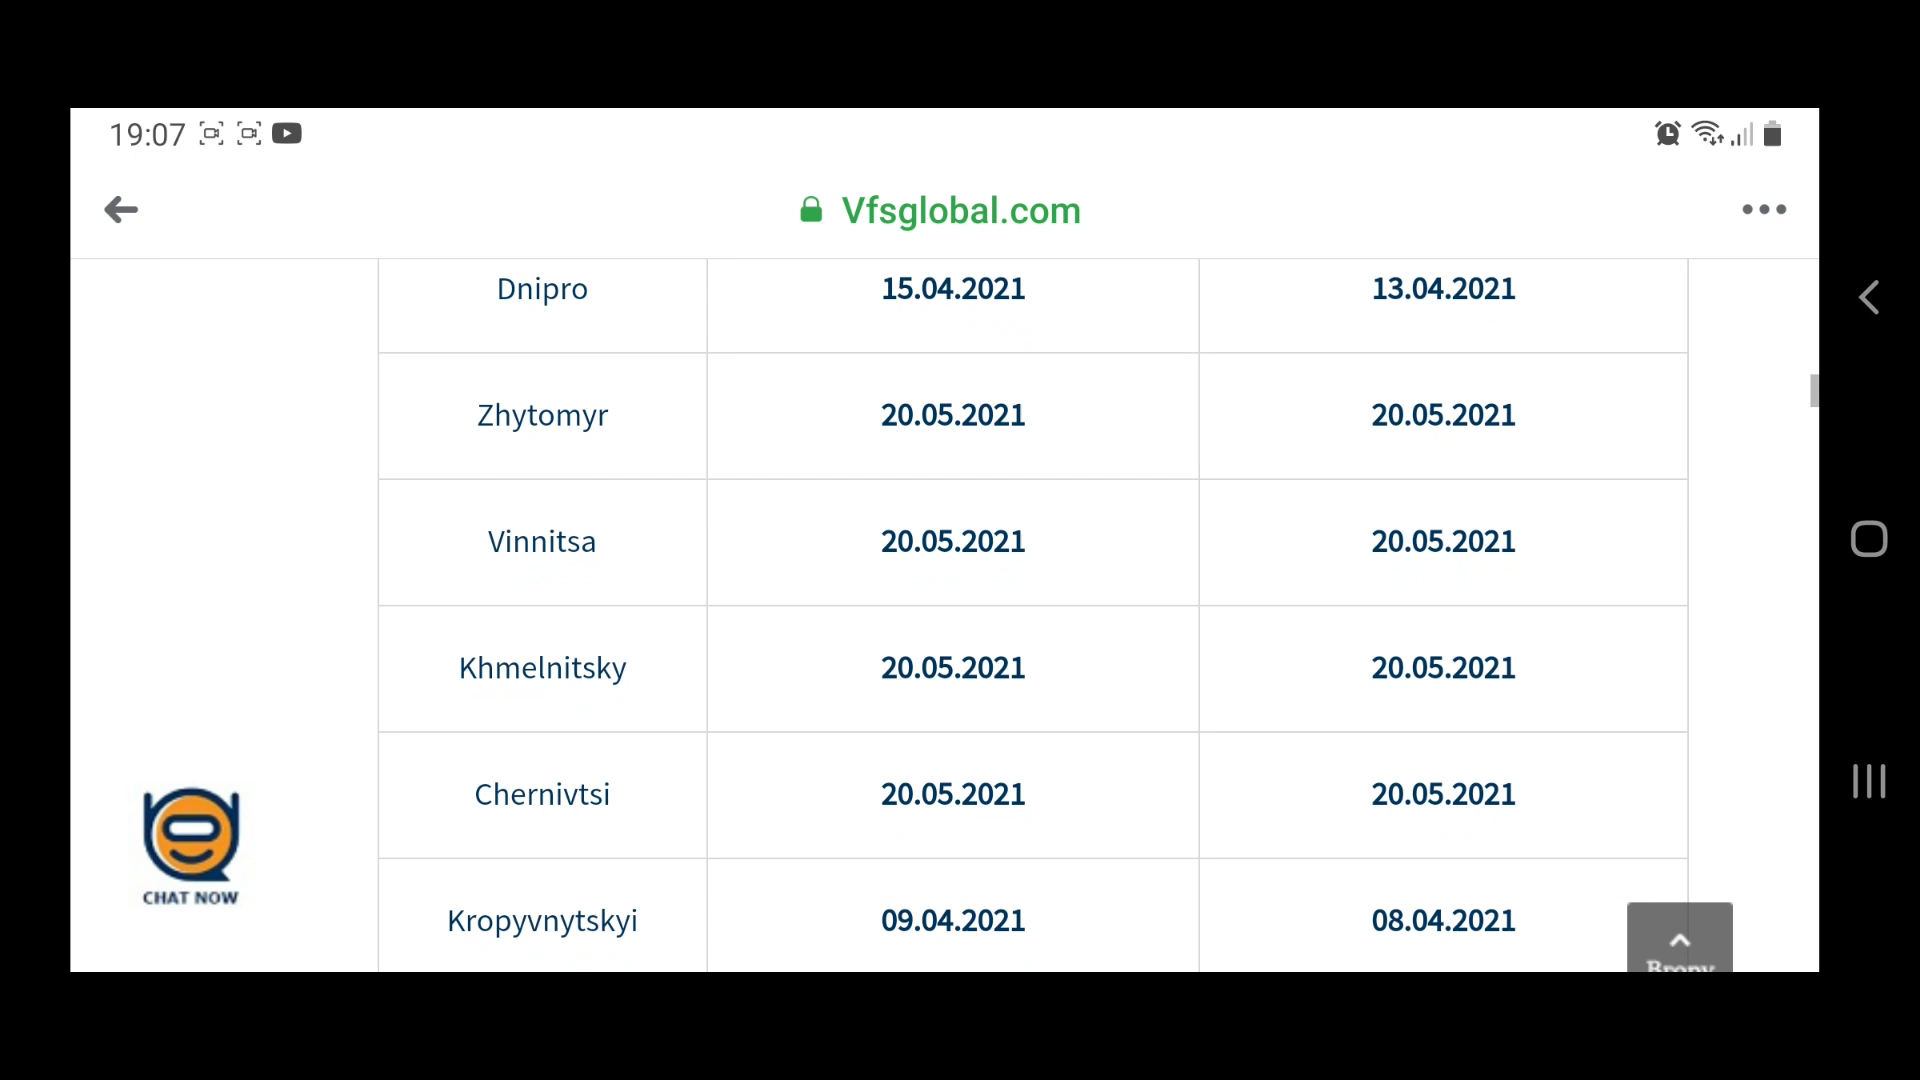 19:07
Vfsglobal.com
Dnipro 15.04.2021 13.04.2021
Zhytomyr 20.05.2021 20.05.2021
Vinnitsa 20.05.2021 20.05.2021
Khmelnitsky 20.05.2021 20.05.2021
Chernivtsi 20.05.2021 20.05.2021
CHAT NOW
Kropyvnytskyi 09.04.2021 08.04.2021